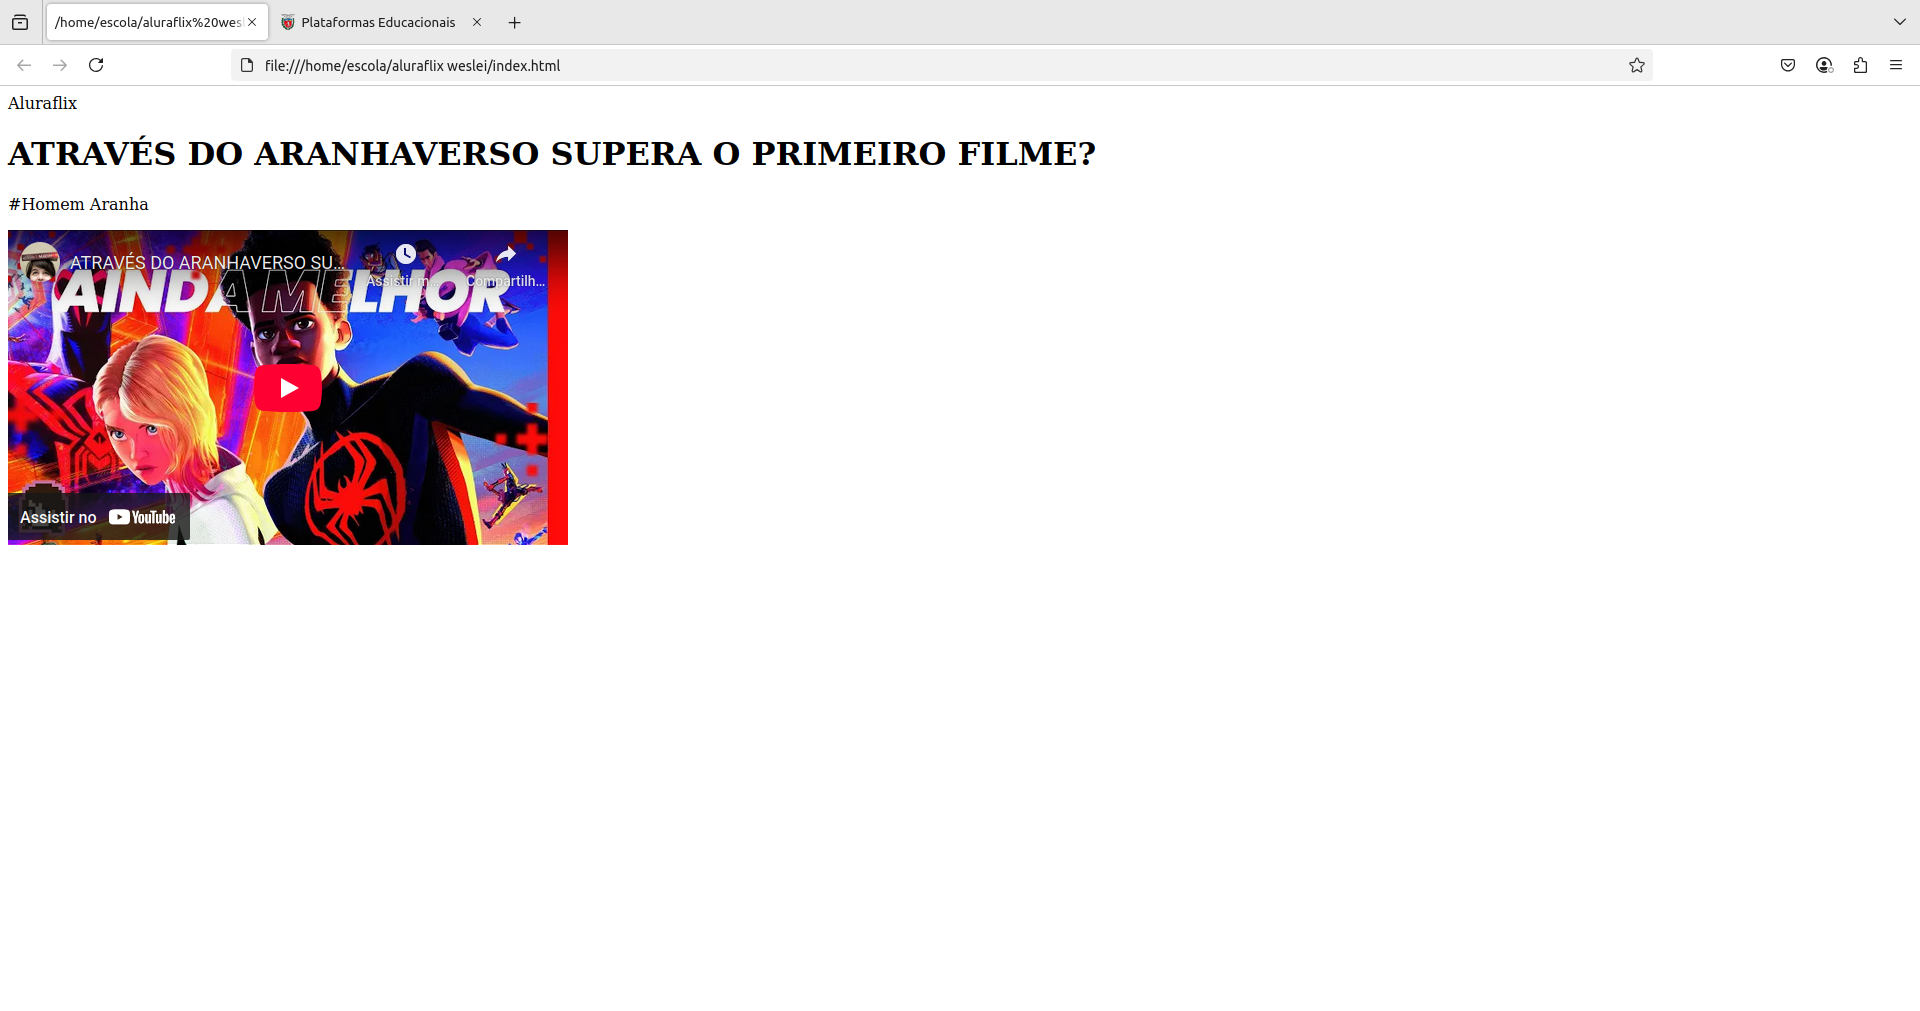 /home/escola/aluraflix%20wesl
Plataformas Educacionais
file:///home/escola/aluraflix weslei/index.html
Aluraflix
ATRAVÉS DO ARANHAVERSO SUPERA O PRIMEIRO FILME?
#Homem Aranha
ATRAVÉS DO ARANHAVERSO SU...
Assistir m...
Compartilh...
AINDA MELHOR
Assistir no YouTube